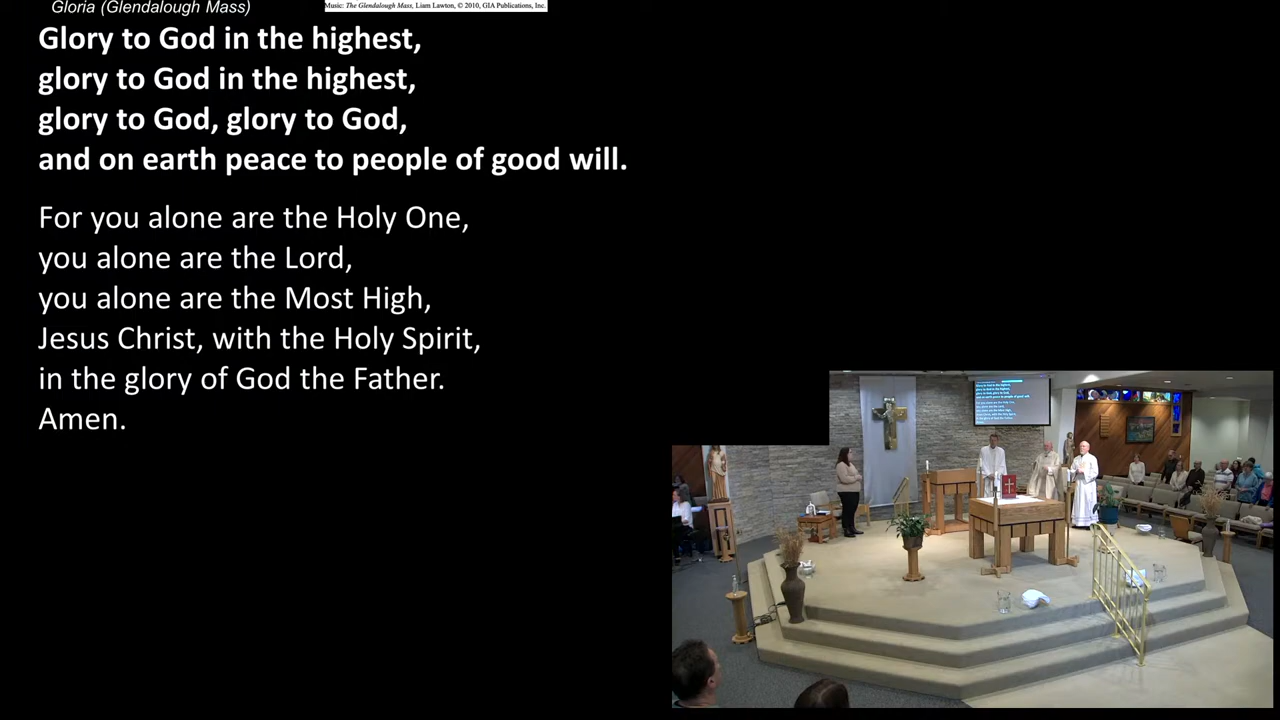 Gloria (Glendalough Mass)
Music: The Glendalough Mass, Liam Lawton, © 2010, GIA Publications, Inc.
Glory to God in the highest,
glory to God in the highest,
glory to God, glory to God,
and on earth peace to people of good will.
For you alone are the Holy One,
you alone are the Lord,
you alone are the Most High,
Jesus Christ, with the Holy Spirit,
in the glory of God the Father.
Amen.